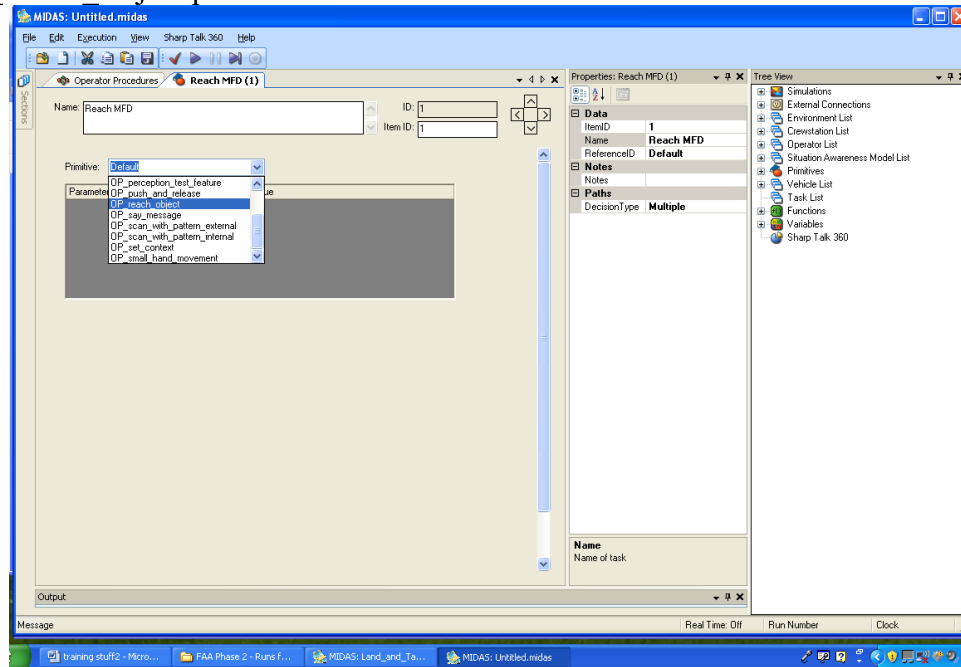 MIDAS: Untitled.midas
File Edit Execution View Sharp Talk 360 Help
Sections
Operator Procedures
Reach MFD (1)
Name: Reach MFD
ID: 1
Item ID: 1
Primitive: Default
OP_perception_test_feature
OP_push_and_release
OP_reach_object
OP_say_message
OP_scan_with_pattern_external
OP_scan_with_pattern_internal
OP_set_context
OP_small_hand_movement
Properties: Reach MFD (1)
Data
ItemID 1
Name Reach MFD
ReferenceID Default
Notes
Notes
Paths
DecisionType Multiple
Name
Name of task
Tree View
Simulations
External Connections
Environment List
Crewstation List
Operator List
Situation Awareness Model List
Primitives
Vehicle List
Task List
Functions
Variables
Sharp Talk 360
Output
Message
Real Time: Off
Run Number
Clock
training stuff2 - Micro...
FAA Phase 2 - Runs f...
MIDAS: Land_and_Ta...
MIDAS: Untitled.midas